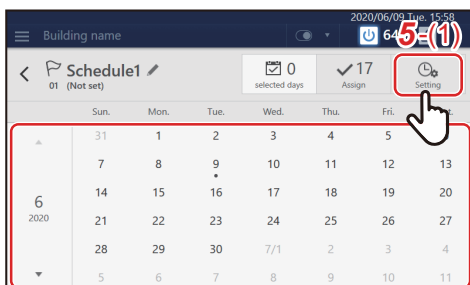 2020/06/09 Tue. 15:58
Building name
64
5-(1)
Schedule1
01 (Not set)
0
selected days
17
Assign
Setting
Sun. Mon. Tue. Wed. Thu. Fri.
31 1 2 3 4 5
7 8 9 10 11 12 13
6
2020
14 15 16 17 18 19 20
21 22 23 24 25 26 27
28 29 30 7/1 2 3 4
5 6 7 8 9 10 11